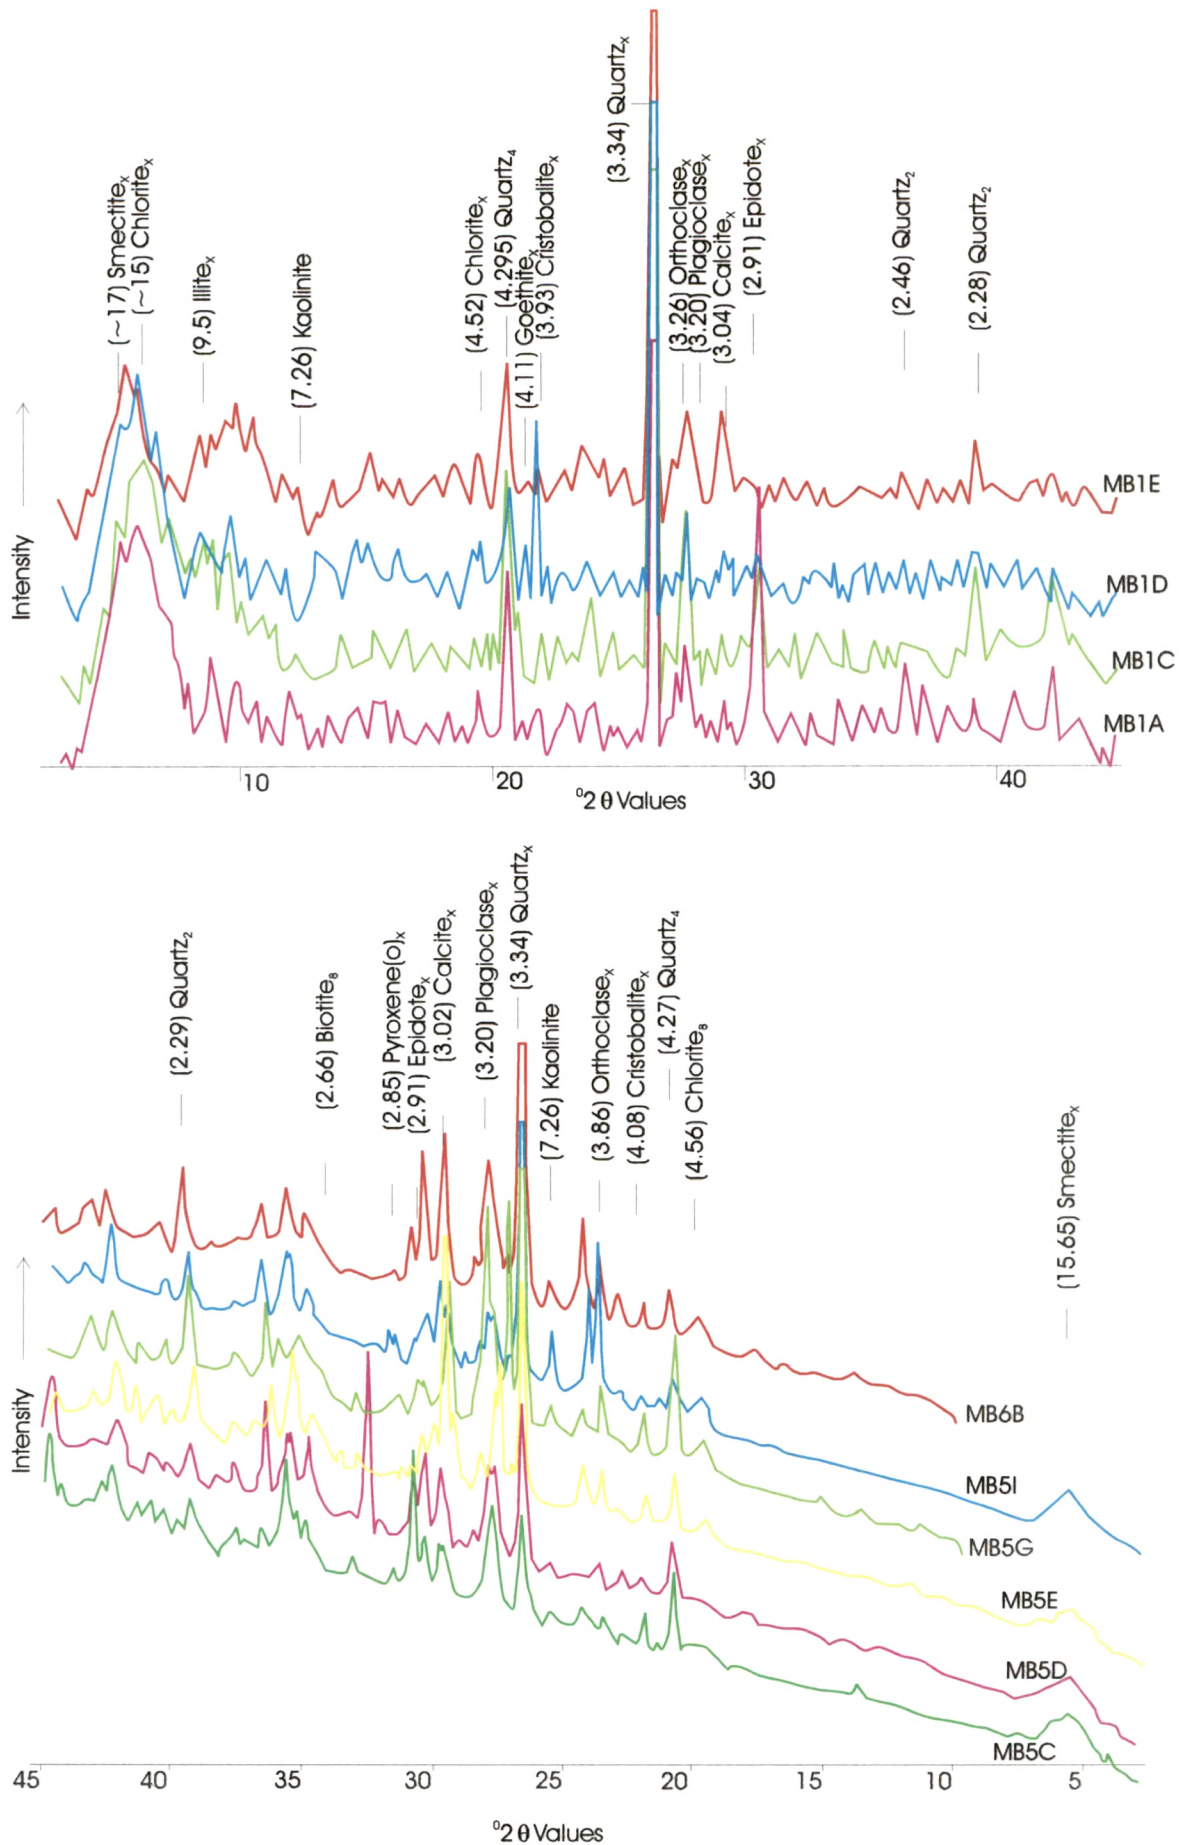 (~17) Smectiteₓ
(~15) Chloriteₓ
(9.5) Illiteₓ
(7.26) Kaolinite
(4.52) Chloriteₓ
(4.295) Quartz₄
(4.11) Goethiteₓ
(3.93) Cristobaliteₓ
(3.34) Quartzₓ
(3.26) Orthoclaseₓ
(3.20) Plagioclaseₓ
(3.04) Calciteₓ
(2.91) Epidoteₓ
(2.46) Quartz₂
(2.28) Quartz₂
Intensity
MB1E
MB1D
MB1C
MB1A
10 20 30 40
⁰2 θ Values
(2.29) Quartz₂
(2.66) Biotite₈
(2.85) Pyroxene(o)ₓ
(2.91) Epidoteₓ
(3.02) Calciteₓ
(3.20) Plagioclaseₓ
(3.34) Quartzₓ
(7.26) Kaolinite
(3.86) Orthoclaseₓ
(4.08) Cristobaliteₓ
(4.27) Quartz₄
(4.56) Chlorite₈
(15.65) Smectiteₓ
Intensity
MB6B
MB5I
MB5G
MB5E
MB5D
MB5C
45 40 35 30 25 20 15 10 5
⁰2 θ Values